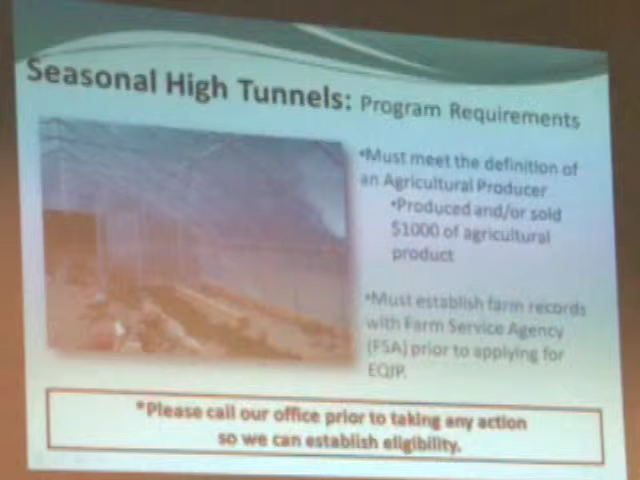 Seasonal High Tunnels: Program Requirements
•Must meet the definition of
an Agricultural Producer
•Produced and/or sold
$1000 of agricultural
product
•Must establish farm records
with Farm Service Agency
(FSA) prior to applying for
EQIP.
*Please call our office prior to taking any action
so we can establish eligibility.